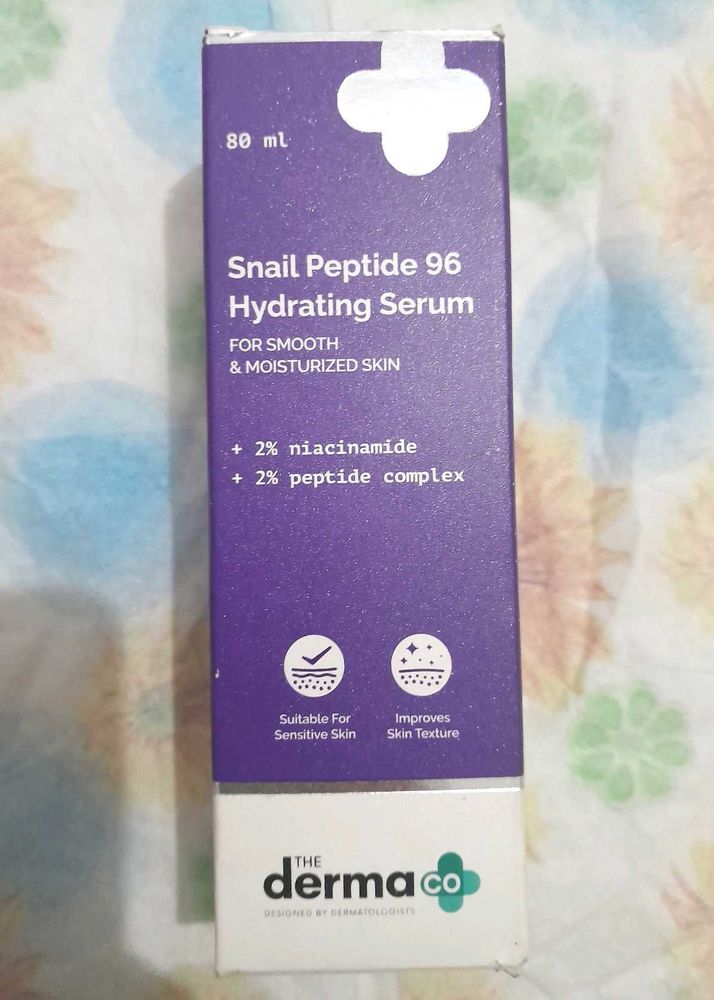 80 ml
Snail Peptide 96
Hydrating Serum
FOR SMOOTH
& MOISTURIZED SKIN
+ 2% niacinamide
+ 2% peptide complex
Suitable For
Sensitive Skin
Improves
Skin Texture
THE
derma co
DESIGNED BY DERMATOLOGISTS